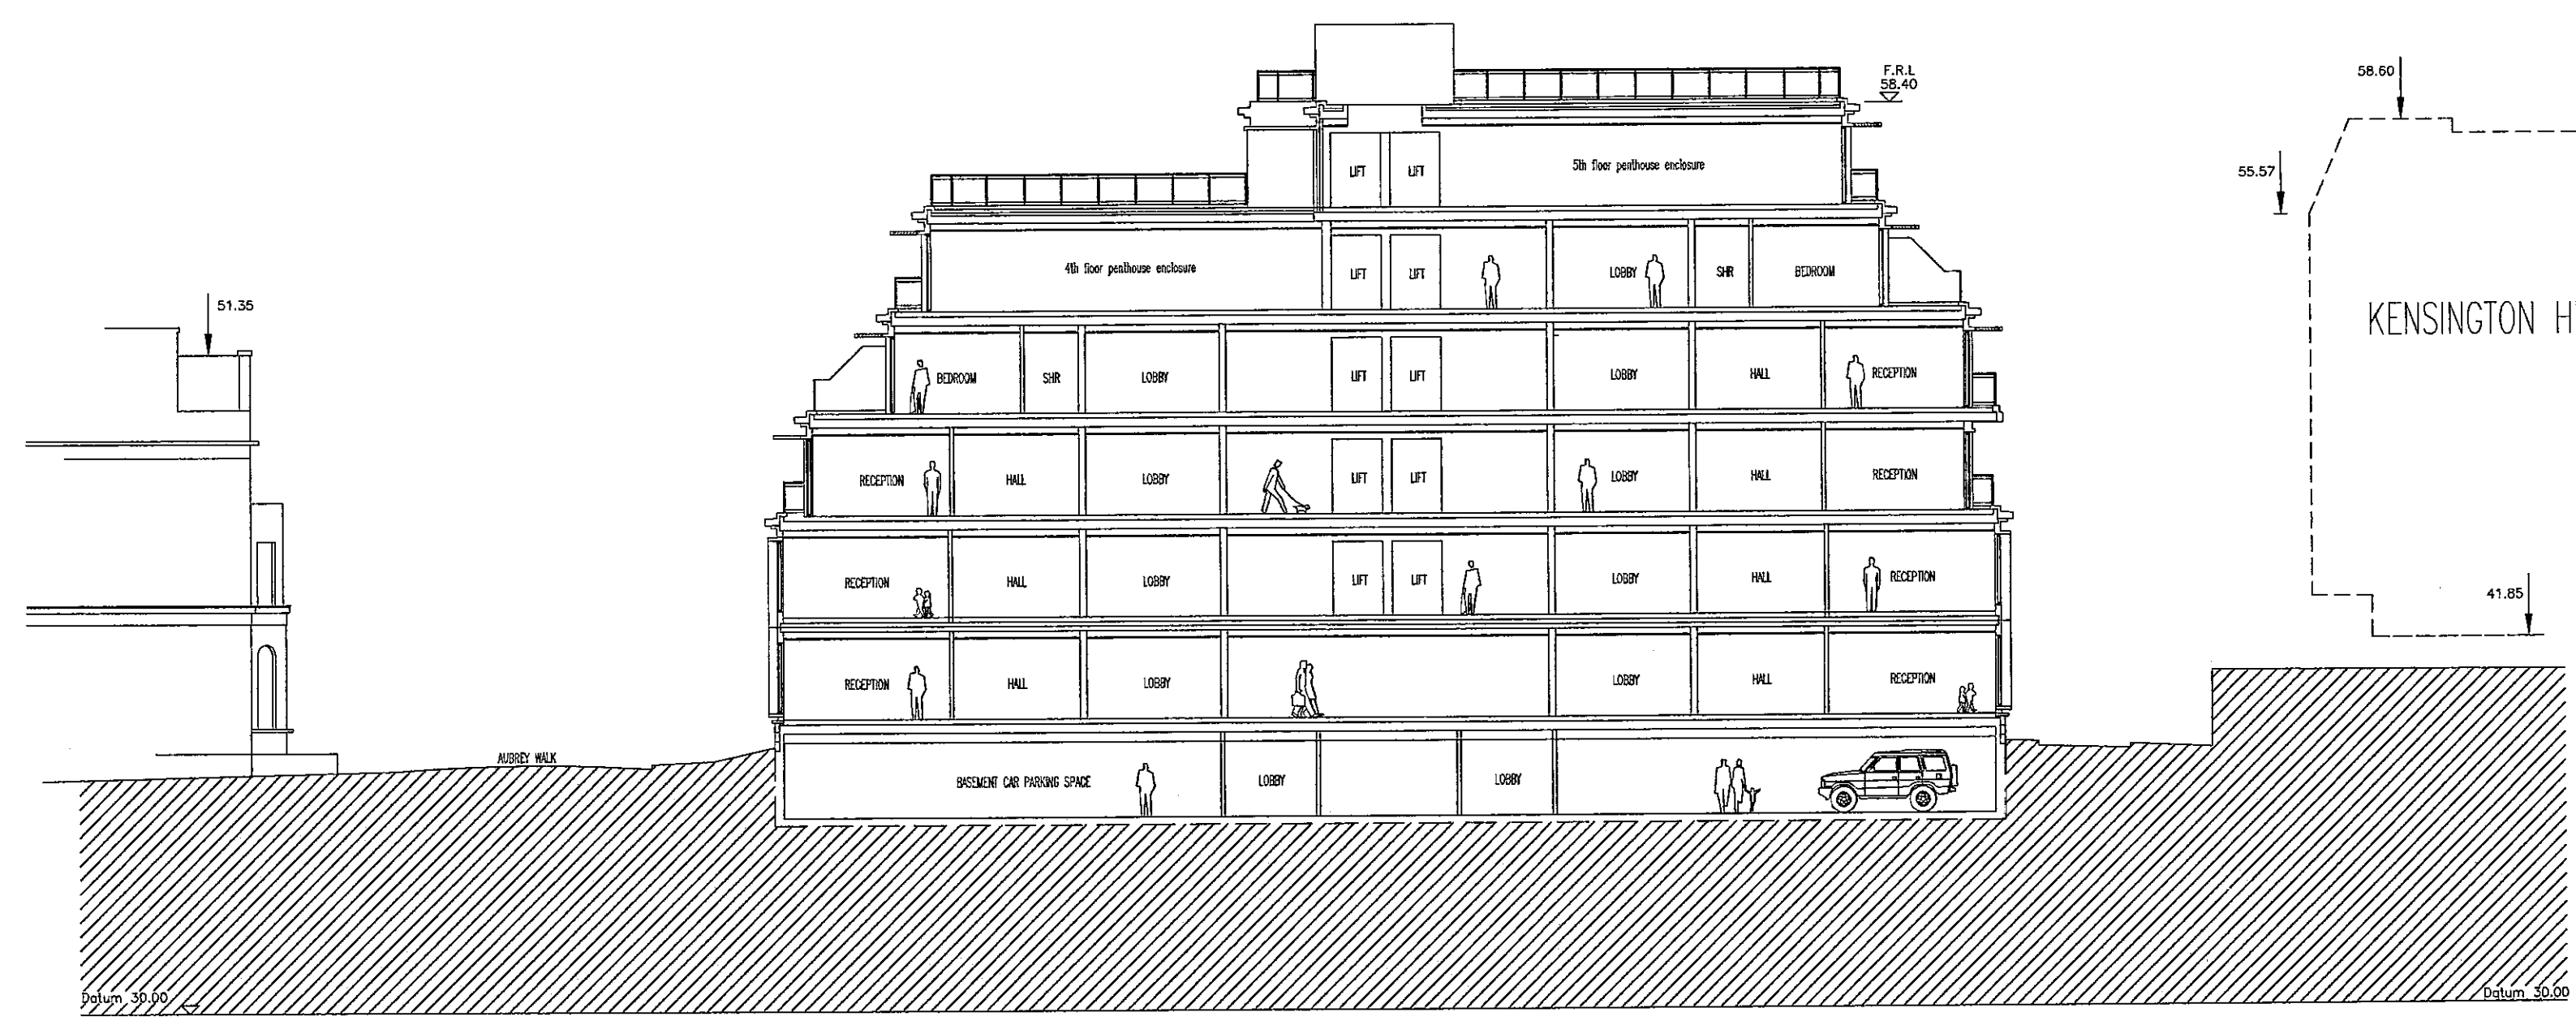 F.R.L
58.40
58.60
LIFT LIFT 5th floor penthouse enclosure
55.57
4th floor penthouse enclosure LIFT LIFT LOBBY SHR BEDROOM
51.35
KENSINGTON H
BEDROOM SHR LOBBY LIFT LIFT LOBBY HALL RECEPTION
RECEPTION HALL LOBBY LIFT LIFT LOBBY HALL RECEPTION
RECEPTION HALL LOBBY LIFT LIFT LOBBY HALL RECEPTION
41.85
RECEPTION HALL LOBBY LOBBY HALL RECEPTION
AUBREY WALK
BASEMENT CAR PARKING SPACE LOBBY LOBBY
Datum 30.00
Datum 30.00